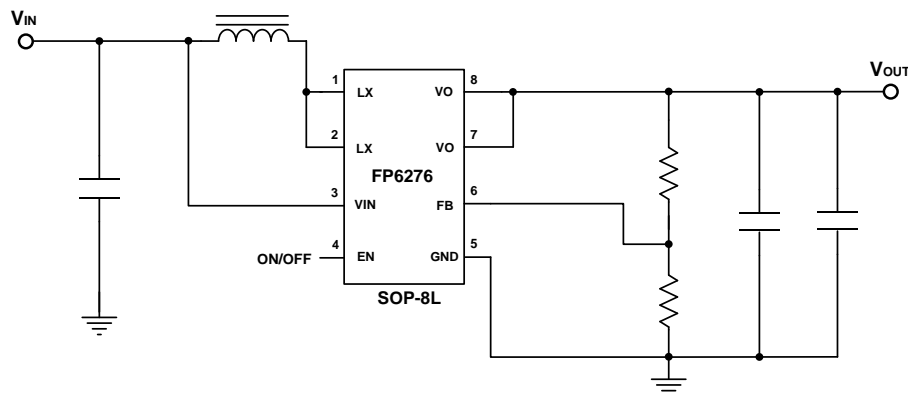 VIN
VOUT
1 LX VO 8
2 LX VO 7
FP6276
3 VIN FB 6
4 EN GND 5
ON/OFF
SOP-8L